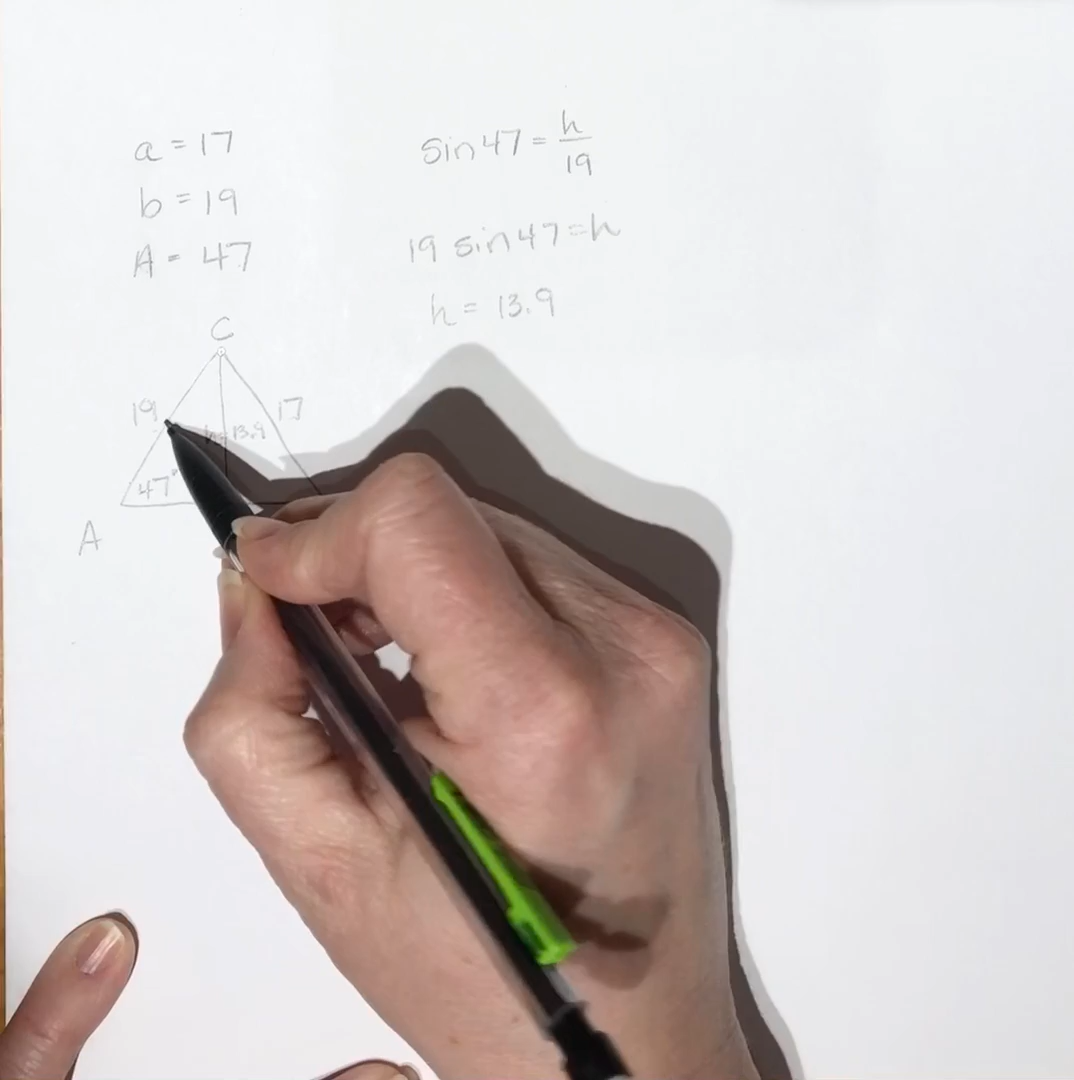 a = 17
b = 19
A = 47
sin 47 = h/19
19 sin 47 = h
h = 13.9
C
19
17
h = 13.9
47°
A